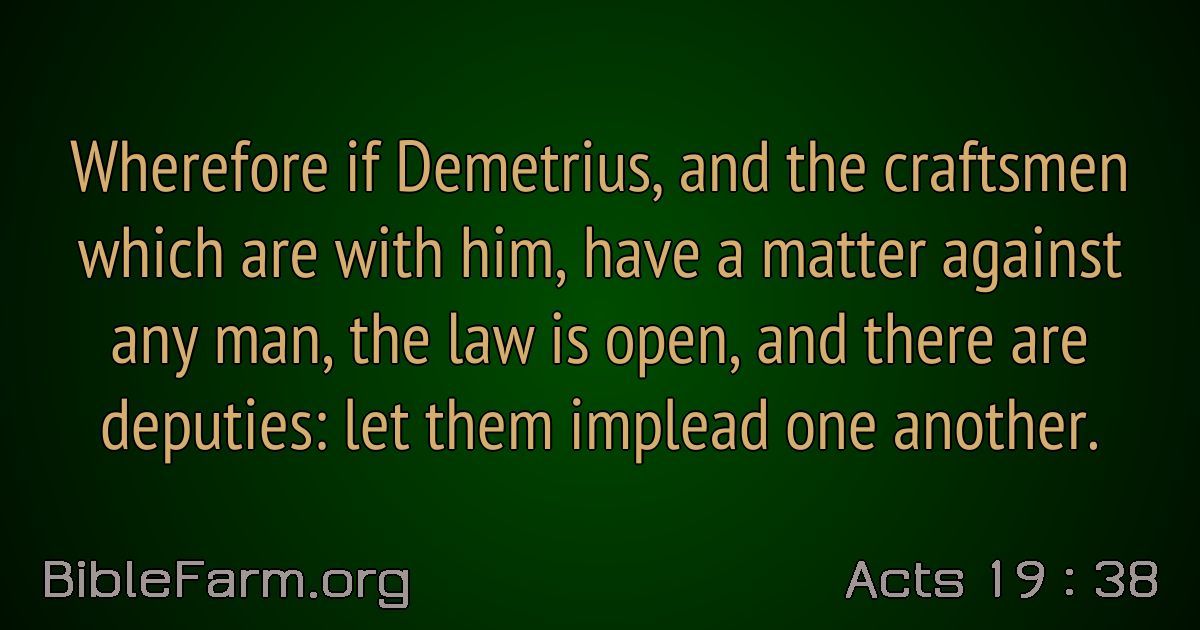 Wherefore if Demetrius, and the craftsmen
which are with him, have a matter against
any man, the law is open, and there are
deputies: let them implead one another.
BibleFarm.org
Acts 19 : 38